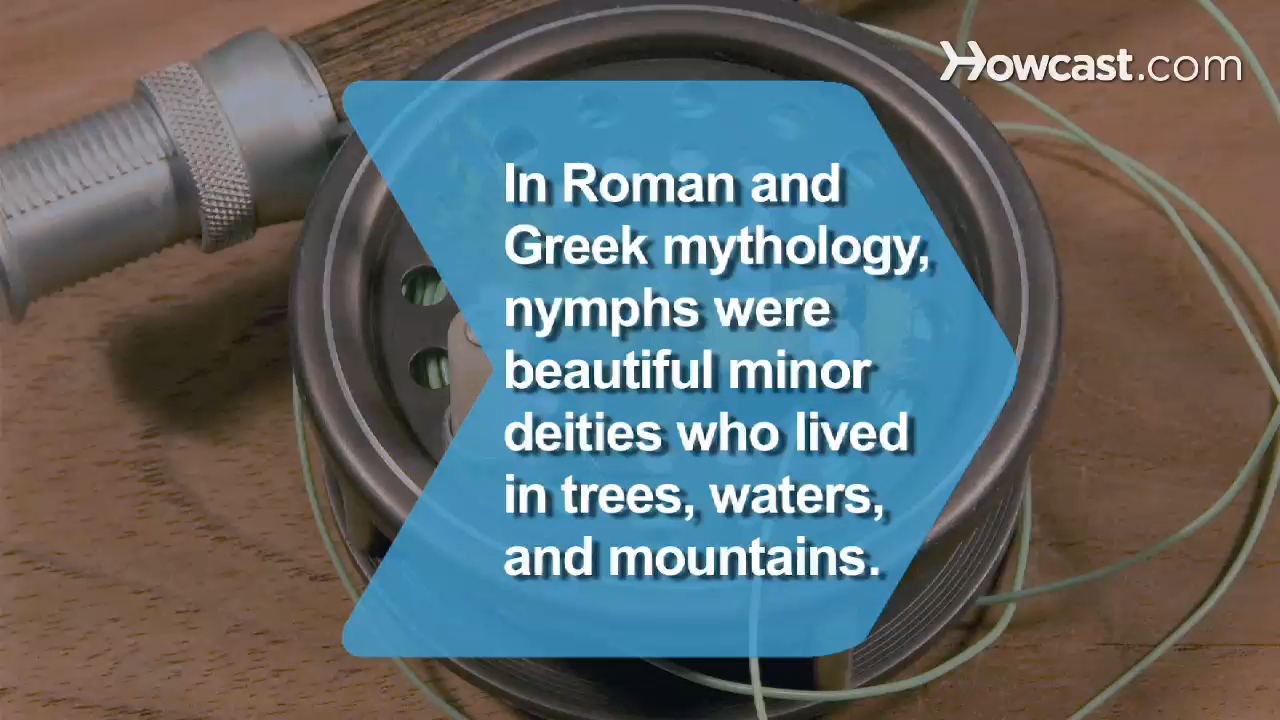 Howcast.com
In Roman and
Greek mythology,
nymphs were
beautiful minor
deities who lived
in trees, waters,
and mountains.